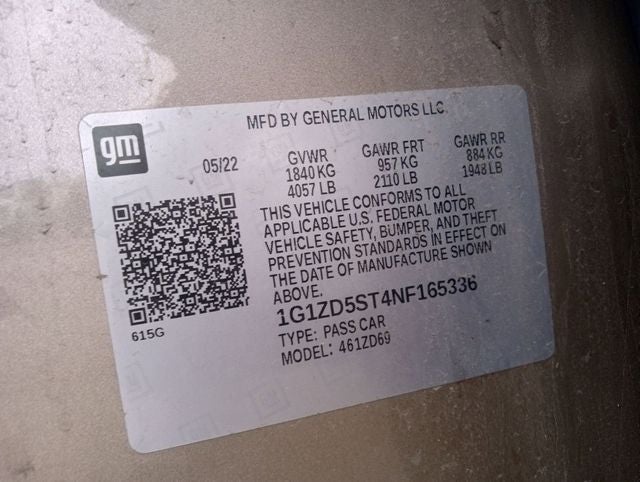 MFD BY GENERAL MOTORS LLC
gm
05/22 GVWR GAWR FRT GAWR RR
1840 KG 957 KG 884 KG
4057 LB 2110 LB 1948 LB
THIS VEHICLE CONFORMS TO ALL
APPLICABLE U.S. FEDERAL MOTOR
VEHICLE SAFETY, BUMPER, AND THEFT
PREVENTION STANDARDS IN EFFECT ON
THE DATE OF MANUFACTURE SHOWN
ABOVE.
1G1ZD5ST4NF165336
TYPE: PASS CAR
MODEL: 461ZD69
615G